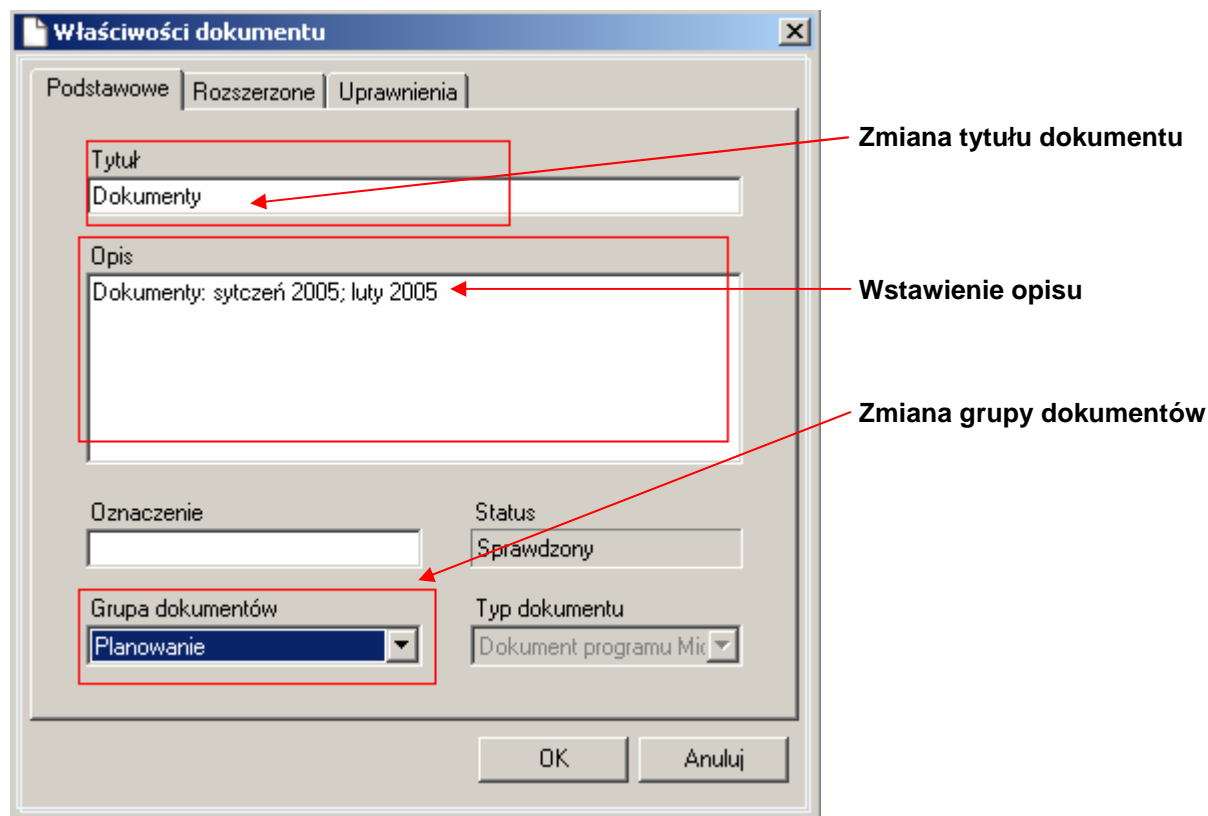 Właściwości dokumentu
Podstawowe Rozszerzone Uprawnienia
Zmiana tytułu dokumentu
Tytuł
Dokumenty
Opis
Dokumenty: sytczeń 2005; luty 2005
Wstawienie opisu
Zmiana grupy dokumentów
Oznaczenie Status
Sprawdzony
Grupa dokumentów Typ dokumentu
Planowanie Dokument programu Mic
OK Anuluj